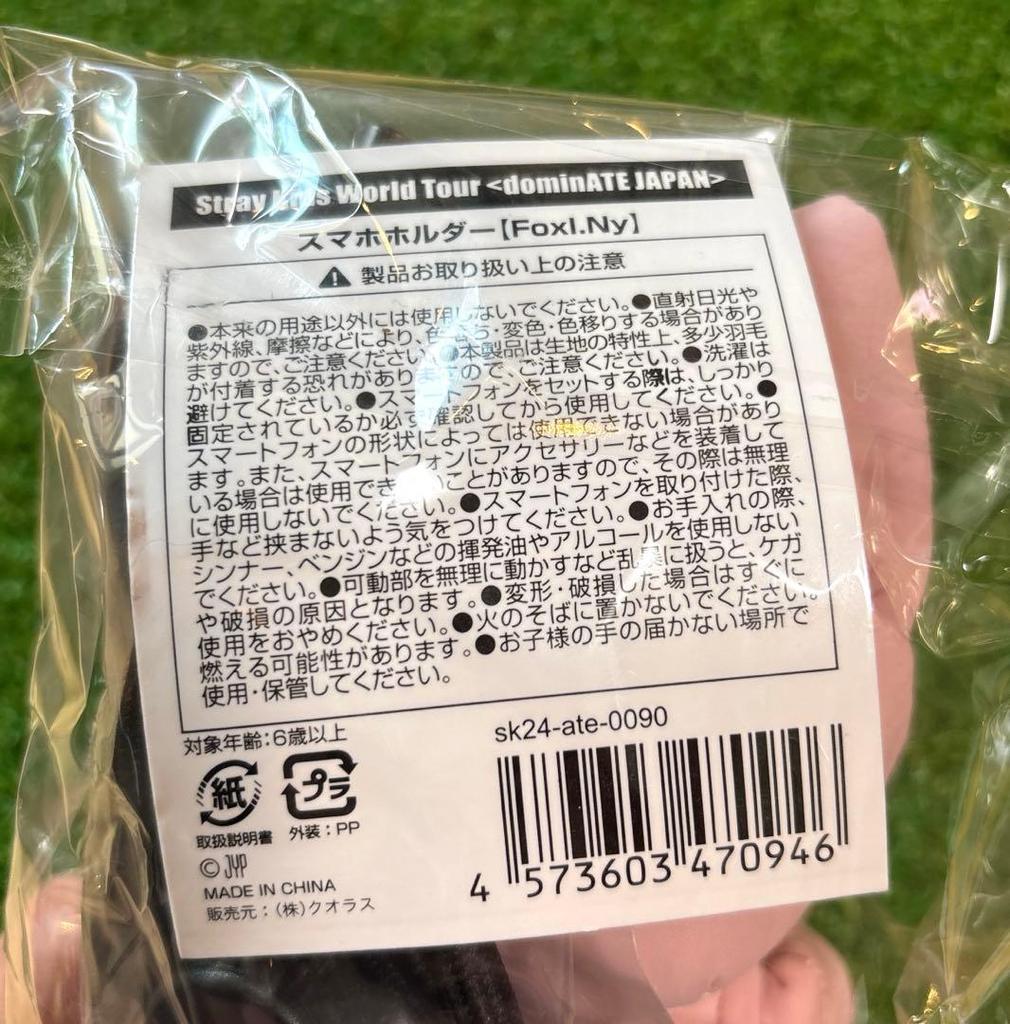 Stray Kids World Tour <dominATE JAPAN>
スマホホルダー【FoxI.Ny】
製品お取り扱い上の注意
●本来の用途以外には使用しないでください。●直射日光や
紫外線、摩擦などにより、色落ち・変色・色移りする場合があり
ますので、ご注意ください。●本製品は生地の特性上、多少羽毛
が付着する恐れがありますので、ご注意ください。●洗濯は
避けてください。●スマートフォンをセットする際は、しっかり
固定されているか必ず確認してから使用してください。●
スマートフォンの形状によっては使用できない場合があり
ます。また、スマートフォンにアクセサリーなどを装着して
いる場合は使用できないことがありますので、その際は無理
に使用しないでください。●スマートフォンを取り付けた際、
手など挟まないよう気をつけてください。●お手入れの際、
シンナー、ベンジンなどの揮発油やアルコールを使用しない
でください。●可動部を無理に動かすなど乱暴に扱うと、ケガ
や破損の原因となります。●変形・破損した場合はすぐに
使用をおやめください。●火のそばに置かないでください。
燃える可能性があります。●お子様の手の届かない場所で
使用・保管してください。
対象年齢：6歳以上
sk24-ate-0090
紙 プラ
取扱説明書 外装：PP
© JYP
MADE IN CHINA
販売元：（株）クオラス
4 573603 470946